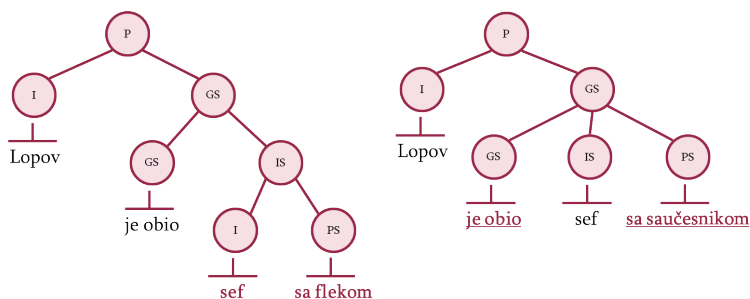 P
I
GS
Lopov
GS
IS
je obio
I
PS
sef
sa flekom
P
I
GS
Lopov
GS
IS
PS
je obio
sef
sa saučesnikom